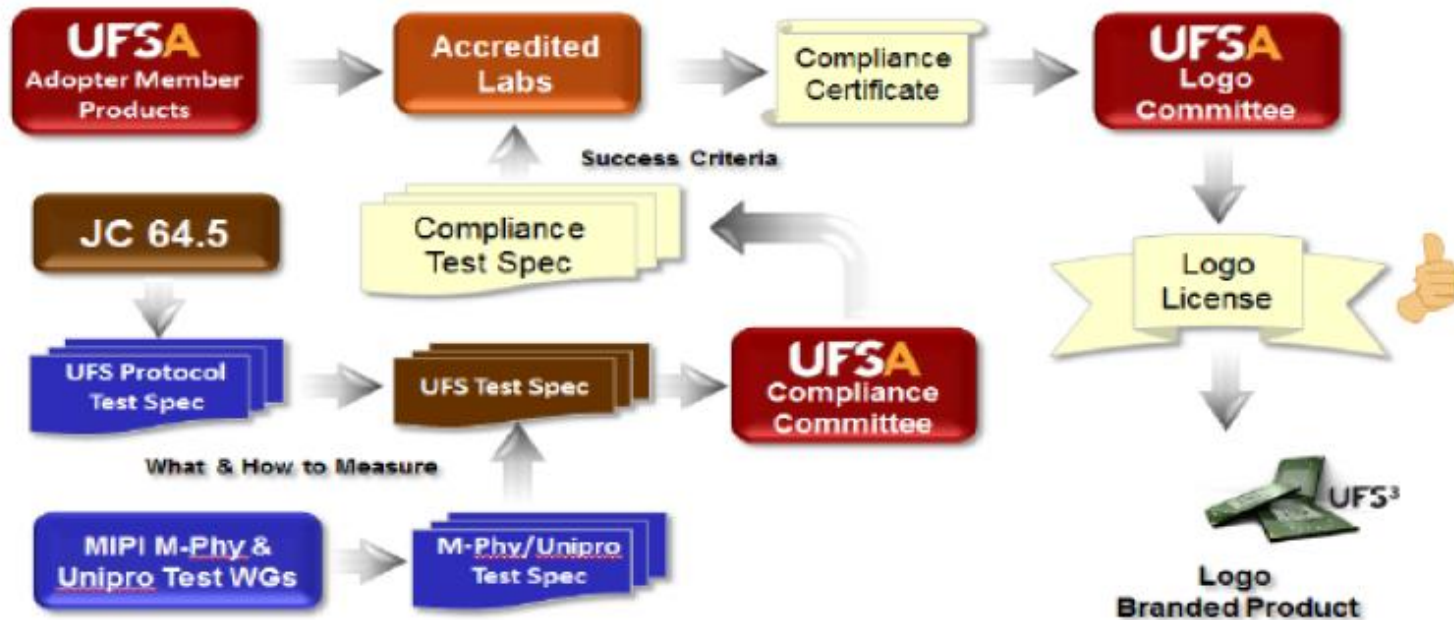 UFSA
Adopter Member
Products
Accredited
Labs
Compliance
Certificate
UFSA
Logo
Committee
Success Criteria
JC 64.5
Compliance
Test Spec
Logo
License
UFS Protocol
Test Spec
UFS Test Spec
UFSA
Compliance
Committee
What & How to Measure
UFS³
MIPI M-Phy &
Unipro Test WGs
M-Phy/Unipro
Test Spec
Logo
Branded Product